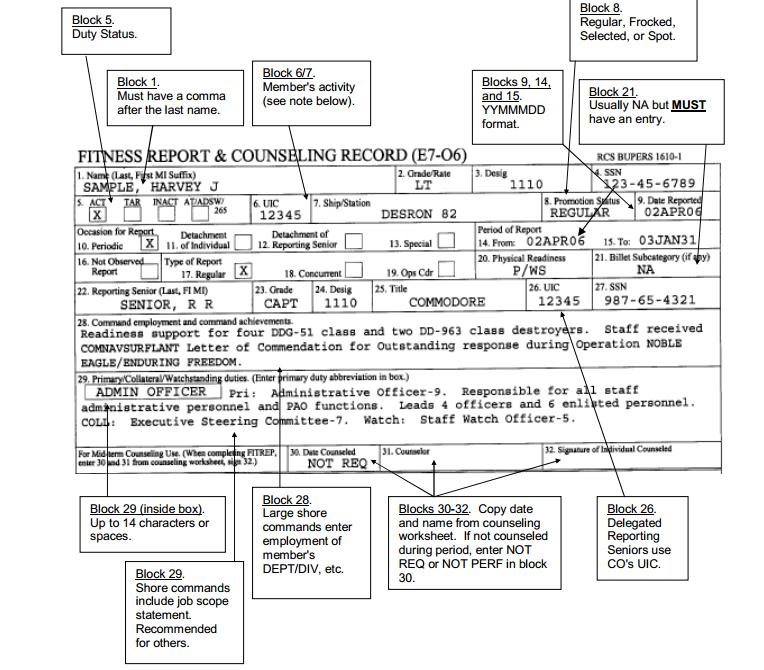 Block 5.
Duty Status.
Block 1.
Must have a comma
after the last name.
Block 6/7.
Member's activity
(see note below).
Block 8.
Regular, Frocked,
Selected, or Spot.
Blocks 9, 14,
and 15.
YYMMMDD
format.
Block 21.
Usually NA but MUST
have an entry.
FITNESS REPORT & COUNSELING RECORD (E7-O6)
RCS BUPERS 1610-1
1. Name (Last, First MI Suffix)
SAMPLE, HARVEY J
2. Grade/Rate
LT
3. Desig
1110
4. SSN
123-45-6789
5. ACT TAR INACT AT/ADSW/
X 265
6. UIC
12345
7. Ship/Station
DESRON 82
8. Promotion Status
REGULAR
9. Date Reported
02APR06
Occasion for Report
10. Periodic X
Detachment
11. of Individual
Detachment of
12. Reporting Senior
13. Special
Period of Report
14. From: 02APR06 15. To: 03JAN31
16. Not Observed
Report
Type of Report
17. Regular X
18. Concurrent
19. Ops Cdr
20. Physical Readiness
P/WS
21. Billet Subcategory (if any)
NA
22. Reporting Senior (Last, FI MI)
SENIOR, R R
23. Grade
CAPT
24. Desig
1110
25. Title
COMMODORE
26. UIC
12345
27. SSN
987-65-4321
28. Command employment and command achievements.
Readiness support for four DDG-51 class and two DD-963 class destroyers. Staff received
COMNAVSURFLANT Letter of Commendation for Outstanding response during Operation NOBLE
EAGLE/ENDURING FREEDOM.
29. Primary/Collateral/Watchstanding duties. (Enter primary duty abbreviation in box.)
ADMIN OFFICER Pri: Administrative Officer-9. Responsible for all staff
administrative personnel and PAO functions. Leads 4 officers and 6 enlisted personnel.
COLL: Executive Steering Committee-7. Watch: Staff Watch Officer-5.
For Mid-term Counseling Use. (When completing FITREP,
enter 30 and 31 from counseling worksheet, sign 32.)
30. Date Counseled
NOT REQ
31. Counselor
32. Signature of Individual Counseled
Block 29 (inside box).
Up to 14 characters or
spaces.
Block 29.
Shore commands
include job scope
statement.
Recommended
for others.
Block 28.
Large shore
commands enter
employment of
member's
DEPT/DIV, etc.
Blocks 30-32. Copy date
and name from counseling
worksheet. If not counseled
during period, enter NOT
REQ or NOT PERF in block
30.
Block 26.
Delegated
Reporting
Seniors use
CO's UIC.